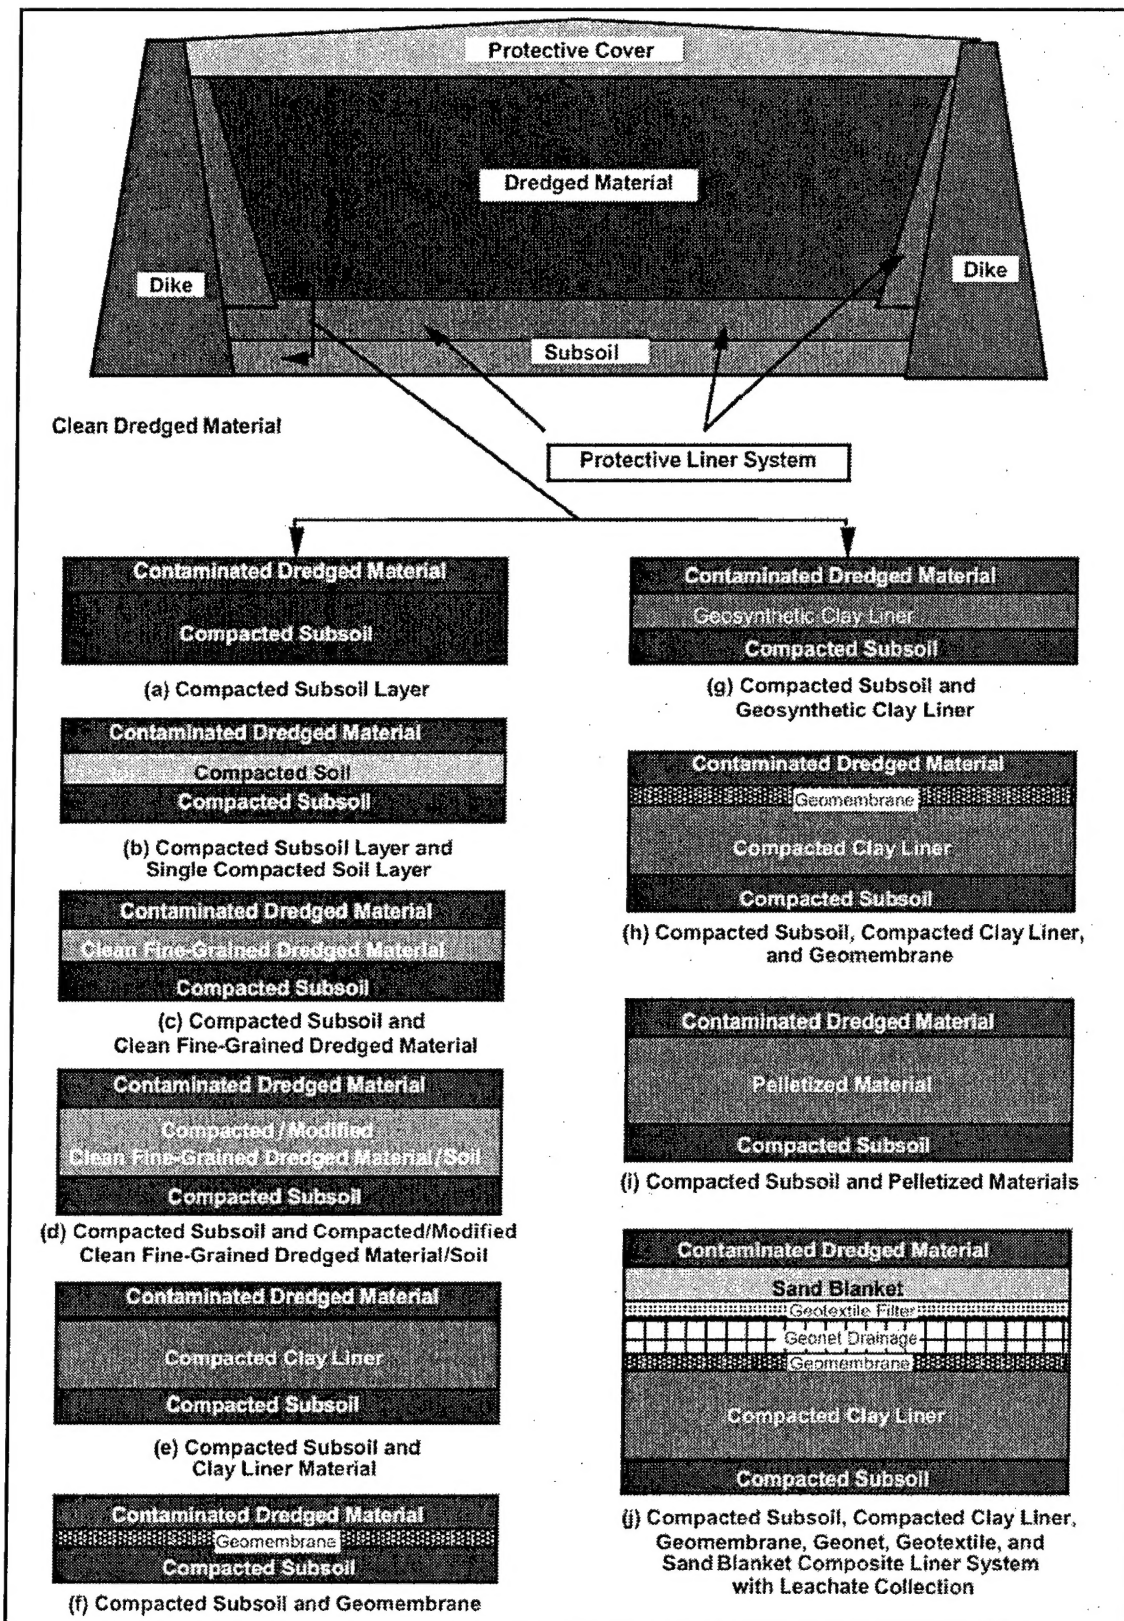 Protective Cover
Dredged Material
Dike
Dike
Subsoil
Clean Dredged Material
Protective Liner System
Contaminated Dredged Material
Compacted Subsoil
(a) Compacted Subsoil Layer
Contaminated Dredged Material
Compacted Soil
Compacted Subsoil
(b) Compacted Subsoil Layer and
Single Compacted Soil Layer
Contaminated Dredged Material
Clean Fine-Grained Dredged Material
Compacted Subsoil
(c) Compacted Subsoil and
Clean Fine-Grained Dredged Material
Contaminated Dredged Material
Compacted/Modified
Clean Fine-Grained Dredged Material/Soil
Compacted Subsoil
(d) Compacted Subsoil and Compacted/Modified
Clean Fine-Grained Dredged Material/Soil
Contaminated Dredged Material
Compacted Clay Liner
Compacted Subsoil
(e) Compacted Subsoil and
Clay Liner Material
Contaminated Dredged Material
Geomembrane
Compacted Subsoil
(f) Compacted Subsoil and Geomembrane
Contaminated Dredged Material
Geosynthetic Clay Liner
Compacted Subsoil
(g) Compacted Subsoil and
Geosynthetic Clay Liner
Contaminated Dredged Material
Geomembrane
Compacted Clay Liner
Compacted Subsoil
(h) Compacted Subsoil, Compacted Clay Liner,
and Geomembrane
Contaminated Dredged Material
Pelletized Material
Compacted Subsoil
(i) Compacted Subsoil and Pelletized Materials
Contaminated Dredged Material
Sand Blanket
Geotextile Filter
Geonet Drainage
Geomembrane
Compacted Clay Liner
Compacted Subsoil
(j) Compacted Subsoil, Compacted Clay Liner,
Geomembrane, Geonet, Geotextile, and
Sand Blanket Composite Liner System
with Leachate Collection